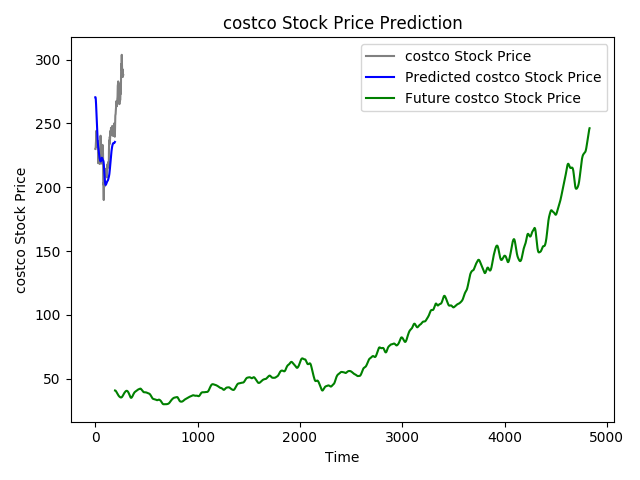 costco Stock Price Prediction
costco Stock Price
Predicted costco Stock Price
Future costco Stock Price
300
250
200
150
100
50
costco Stock Price
0
1000
2000
3000
4000
5000
Time